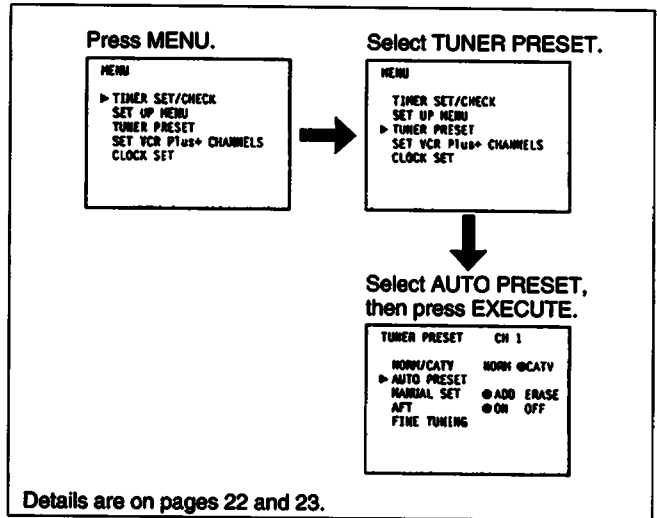 Press MENU.
MENU
▶ TIMER SET/CHECK
SET UP MENU
TUNER PRESET
SET VCR Plus+ CHANNELS
CLOCK SET
Select TUNER PRESET.
MENU
TIMER SET/CHECK
SET UP MENU
▶ TUNER PRESET
SET VCR Plus+ CHANNELS
CLOCK SET
Select AUTO PRESET,
then press EXECUTE.
TUNER PRESET CH 1
NORM/CATV NORM ●CATV
▶ AUTO PRESET
MANUAL SET ●ADD ERASE
AFT ●ON OFF
FINE TUNING
Details are on pages 22 and 23.